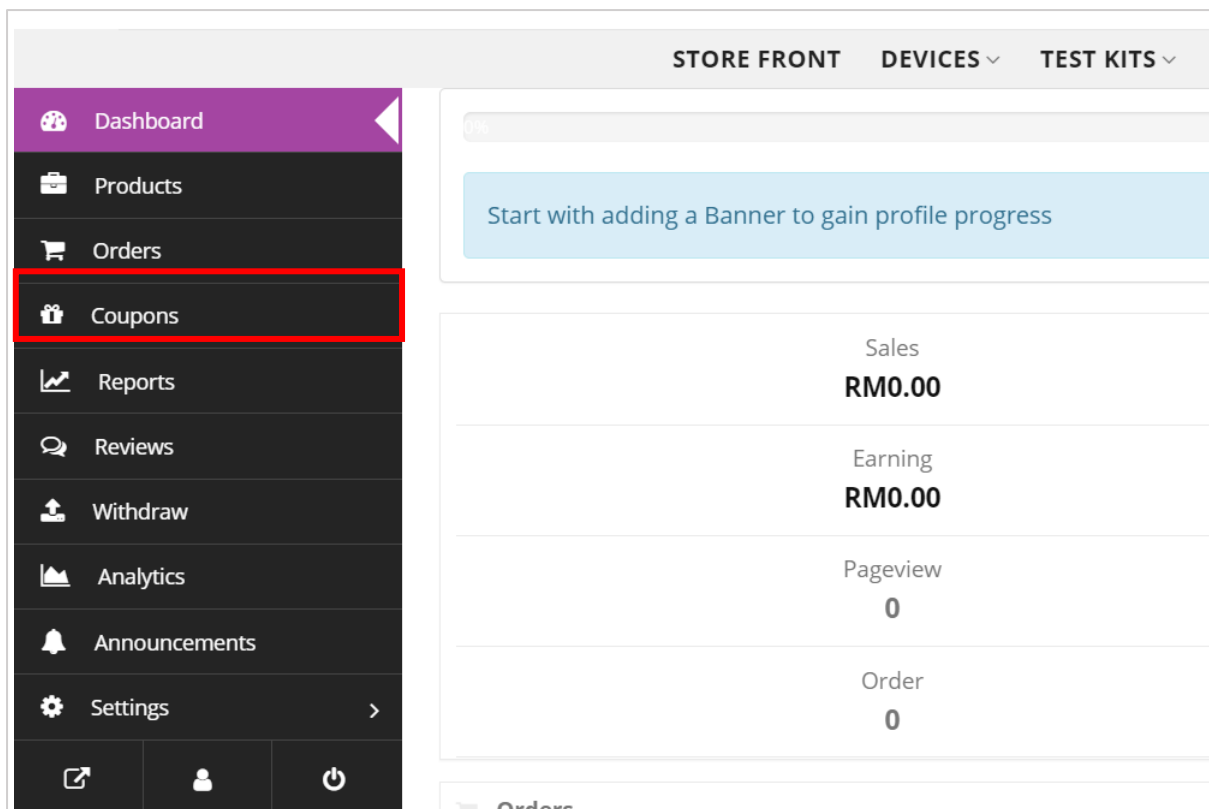 STORE FRONT DEVICES TEST KITS
Dashboard
Products
Orders
Coupons
Reports
Reviews
Withdraw
Analytics
Announcements
Settings
0%
Start with adding a Banner to gain profile progress
Sales
RM0.00
Earning
RM0.00
Pageview
0
Order
0
Orders